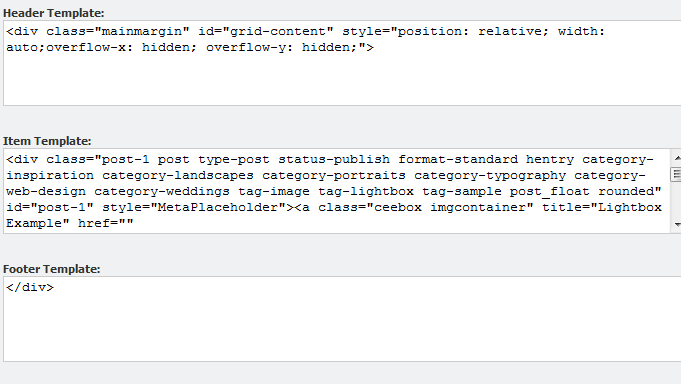 Header Template:
<div class="mainmargin" id="grid-content" style="position: relative; width:
auto;overflow-x: hidden; overflow-y: hidden;">
Item Template:
<div class="post-1 post type-post status-publish format-standard hentry category-
inspiration category-landscapes category-portraits category-typography category-
web-design category-weddings tag-image tag-lightbox tag-sample post_float rounded"
id="post-1" style="MetaPlaceholder"><a class="ceebox imgcontainer" title="Lightbox
Example" href=""
Footer Template:
</div>